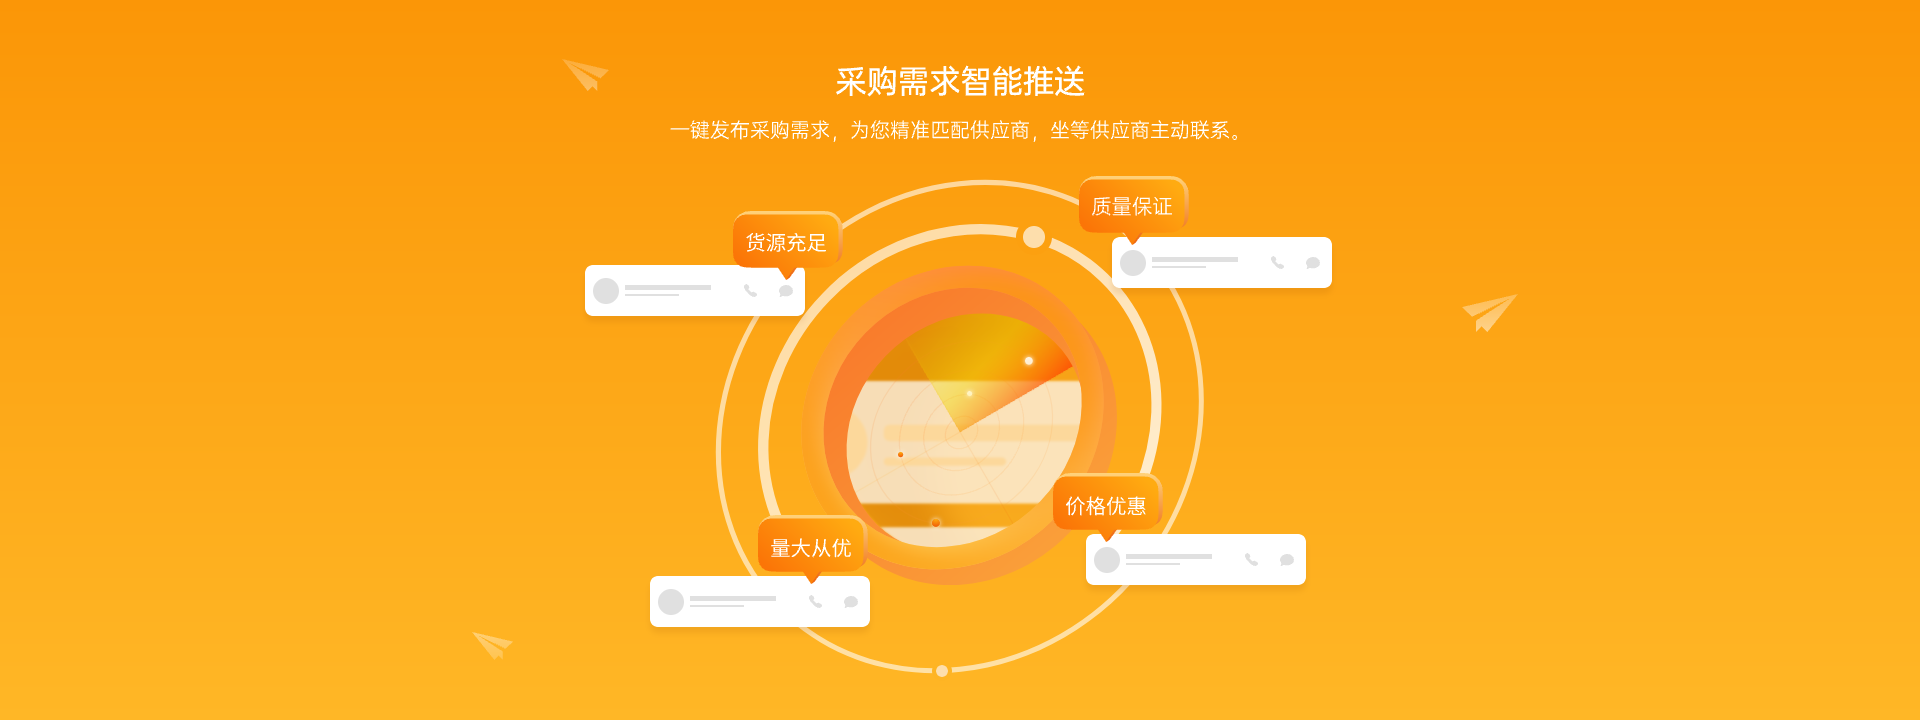 采购需求智能推送
一键发布采购需求，为您精准匹配供应商，坐等供应商主动联系。
质量保证
货源充足
价格优惠
量大从优